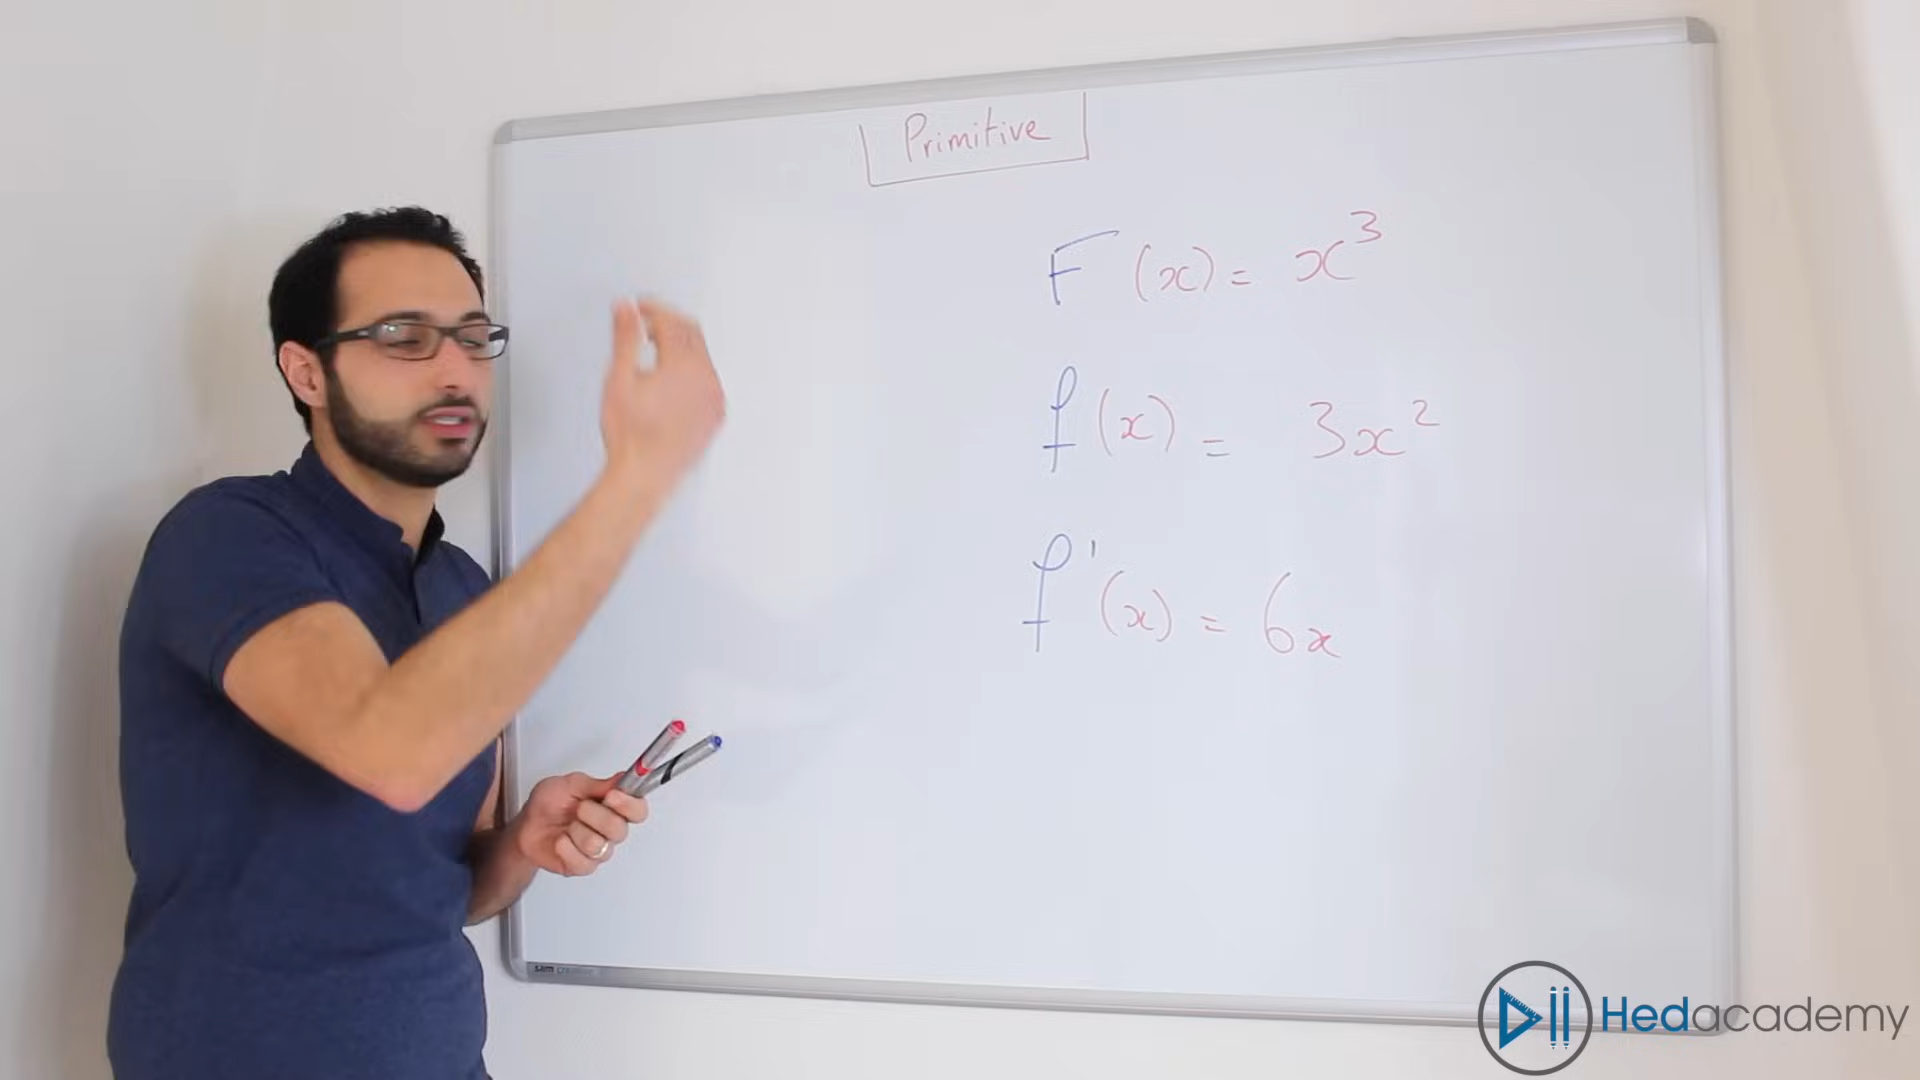 Primitive
F(x) = x³
f(x) = 3x²
f'(x) = 6x
Hedacademy